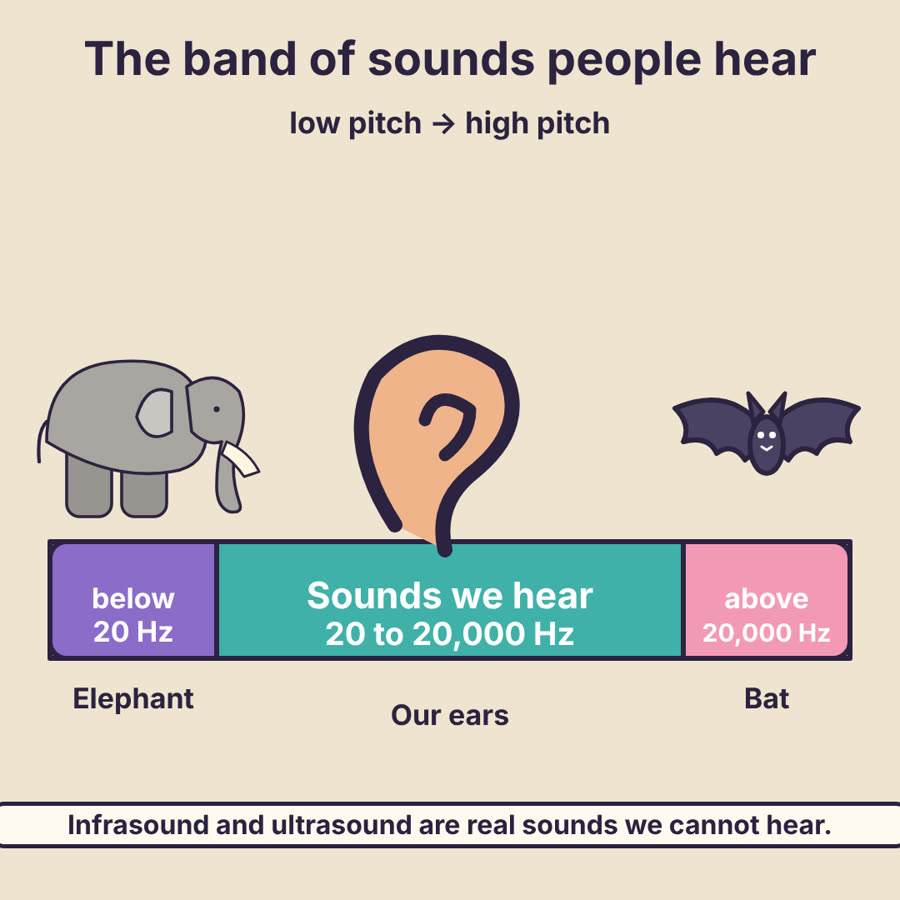 The band of sounds people hear
low pitch → high pitch
below
20 Hz
Sounds we hear
20 to 20,000 Hz
above
20,000 Hz
Elephant
Our ears
Bat
Infrasound and ultrasound are real sounds we cannot hear.